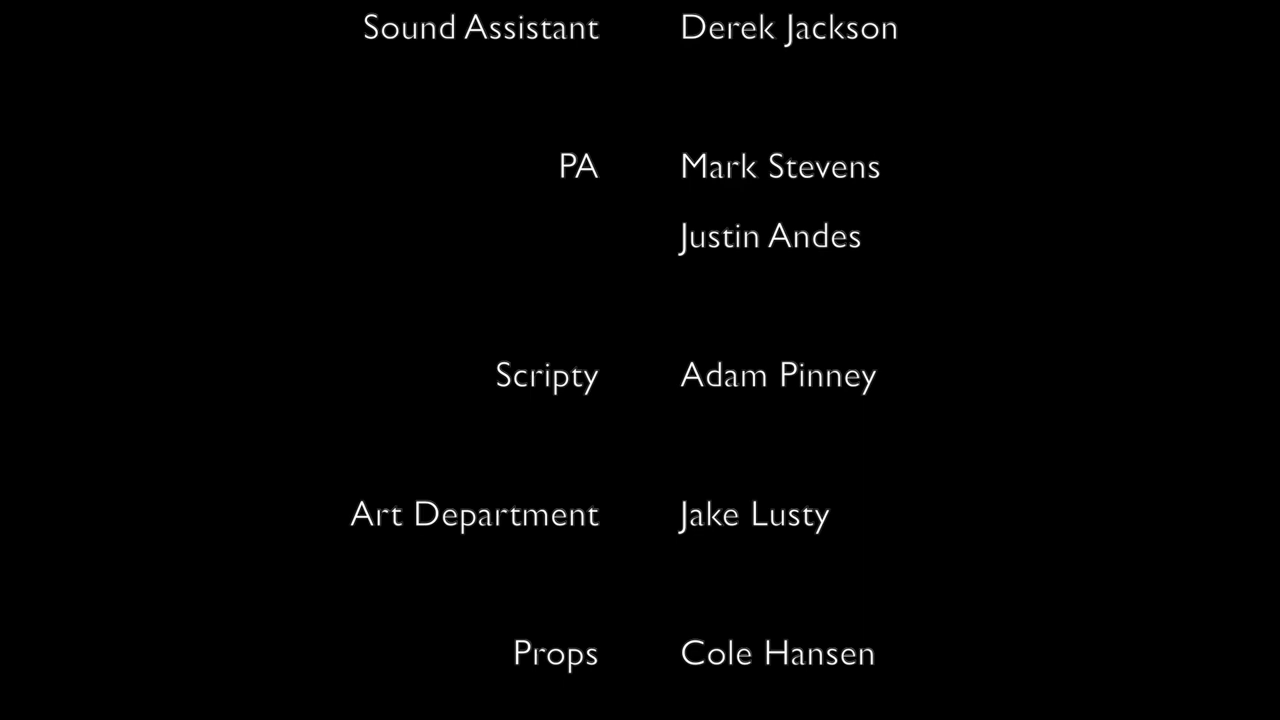 Sound Assistant Derek Jackson
PA Mark Stevens
Justin Andes
Scripty Adam Pinney
Art Department Jake Lusty
Props Cole Hansen